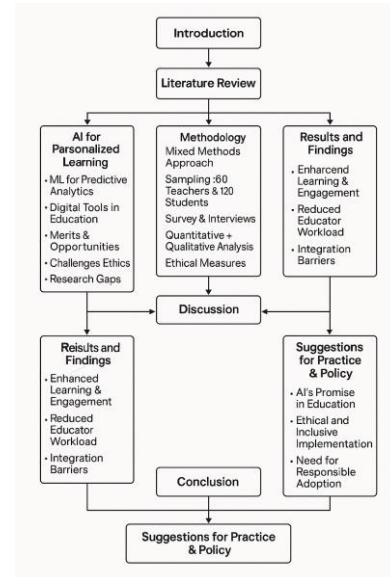 Introduction
Literature Review
AI for
Parsonalized
Learning
• ML for Predictive
Analytics
• Digital Tools in
Education
• Merits &
Opportunities
• Challenges Ethics
• Research Gaps
Methodology
Mixed Methods
Approach
Sampling :60
Teachers & 120
Students
Survey & Interviews
Quantitative +
Qualitative Analysis
Ethical Measures
Results and
Findings
• Enharcend
Learning &
Engagement
• Reduced
Educator
Workload
• Integration
Barriers
Discussion
Reisults and
Findings
• Enhanced
Learning &
Engagement
• Reduced
Educator
Workload
• Integration
Barriers
Suggestions
for Practice
& Policy
• AI's Promise
in Education
• Ethical and
Inclusive
Implementation
• Need for
Responsible
Adoption
Conclusion
Suggestions for Practice
& Policy